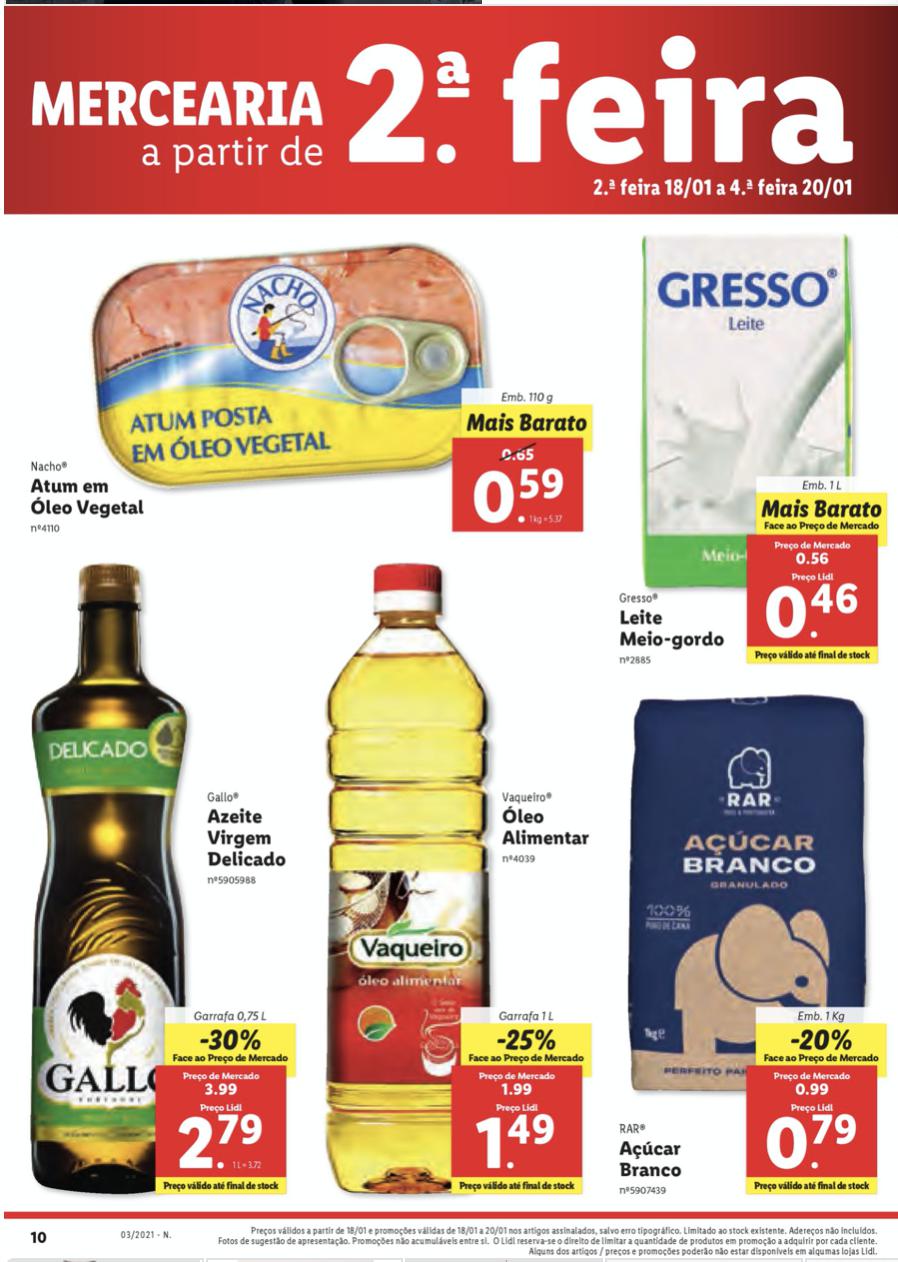 MERCEARIA
a partir de
2.ª feira
2.ª feira 18/01 a 4.ª feira 20/01
NACHO
ATUM POSTA
EM ÓLEO VEGETAL
Nacho®
Atum em
Óleo Vegetal
nº4110
Emb. 110 g
Mais Barato
0.65
0.59
1 kg = 5.37
GRESSO®
Leite
Gresso®
Leite
Meio-gordo
nº2885
Emb. 1 L
Mais Barato
Face ao Preço de Mercado
Preço de Mercado
0.56
Preço Lidl
0.46
Preço válido até final de stock
DELICADO
GALLO
PORTUGAL
Gallo®
Azeite
Virgem
Delicado
nº5905988
Garrafa 0,75 L
-30%
Face ao Preço de Mercado
Preço de Mercado
3.99
Preço Lidl
2.79
1 L = 3.72
Preço válido até final de stock
Vaqueiro
óleo alimentar
Vaqueiro®
Óleo
Alimentar
nº4039
Garrafa 1 L
-25%
Face ao Preço de Mercado
Preço de Mercado
1.99
Preço Lidl
1.49
Preço válido até final de stock
RAR
AÇÚCAR
BRANCO
GRANULADO
100%
PURO DE CANA
1kg e
PERFEITO
RAR®
Açúcar
Branco
nº5907439
Emb. 1 Kg
-20%
Face ao Preço de Mercado
Preço de Mercado
0.99
Preço Lidl
0.79
Preço válido até final de stock
10
03/2021 - N.
Preços válidos a partir de 18/01 e promoções válidas de 18/01 a 20/01 nos artigos assinalados, salvo erro tipográfico. Limitado ao stock existente. Adereços não incluídos.
Fotos de sugestão de apresentação. Promoções não acumuláveis entre si. O Lidl reserva-se o direito de limitar a quantidade de produtos em promoção a adquirir por cada cliente.
Alguns dos artigos / preços e promoções poderão não estar disponíveis em algumas lojas Lidl.